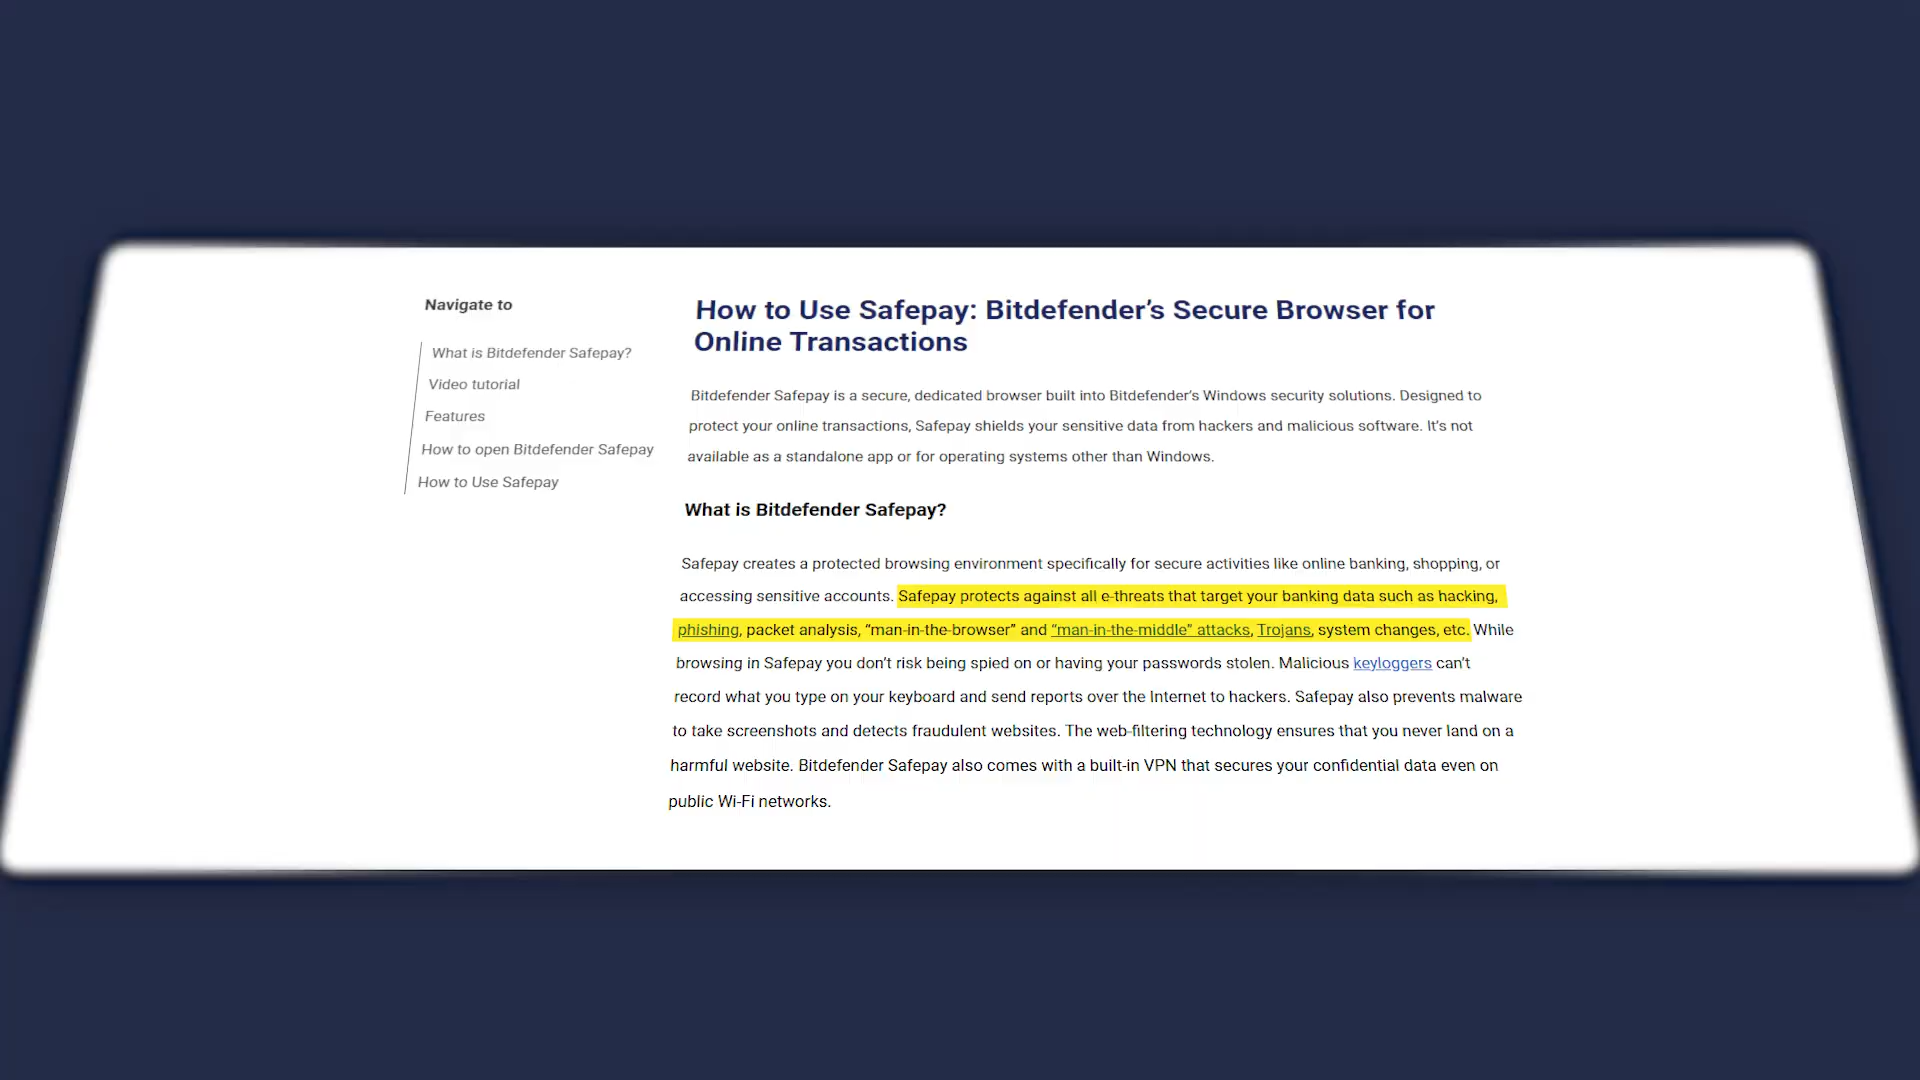 Navigate to
What is Bitdefender Safepay?
Video tutorial
Features
How to open Bitdefender Safepay
How to Use Safepay
How to Use Safepay: Bitdefender’s Secure Browser for
Online Transactions
Bitdefender Safepay is a secure, dedicated browser built into Bitdefender’s Windows security solutions. Designed to
protect your online transactions, Safepay shields your sensitive data from hackers and malicious software. It’s not
available as a standalone app or for operating systems other than Windows.
What is Bitdefender Safepay?
Safepay creates a protected browsing environment specifically for secure activities like online banking, shopping, or
accessing sensitive accounts. Safepay protects against all e-threats that target your banking data such as hacking,
phishing, packet analysis, “man-in-the-browser” and “man-in-the-middle” attacks, Trojans, system changes, etc. While
browsing in Safepay you don’t risk being spied on or having your passwords stolen. Malicious keyloggers can’t
record what you type on your keyboard and send reports over the Internet to hackers. Safepay also prevents malware
to take screenshots and detects fraudulent websites. The web-filtering technology ensures that you never land on a
harmful website. Bitdefender Safepay also comes with a built-in VPN that secures your confidential data even on
public Wi-Fi networks.